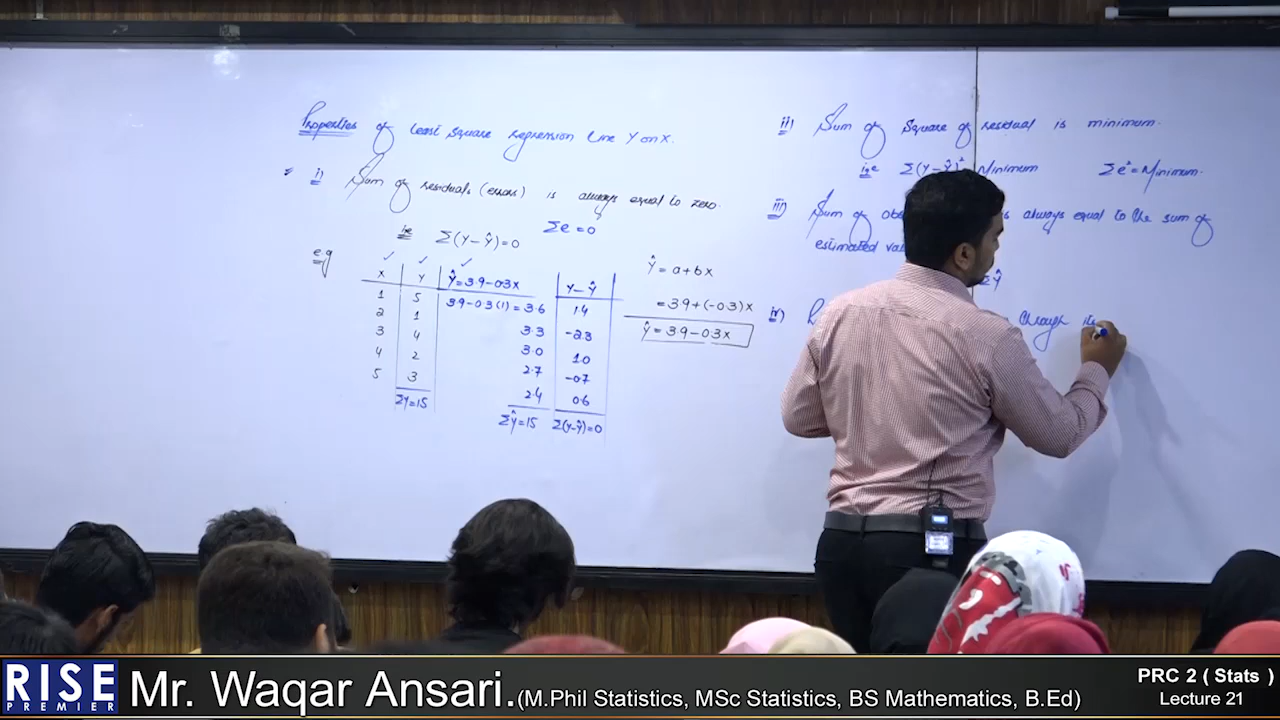 Properties of least square regression line Y on X.
i) Sum of residuals (errors) is always equal to zero.
ie Σ(Y-Ŷ)=0 Σe=0
e.g
X Y Ŷ=3.9-0.3X Y-Ŷ
1 5 3.9-0.3(1)=3.6 1.4
2 1 3.3 -2.3
3 4 3.0 1.0
4 2 2.7 -0.7
5 3 2.4 0.6
ΣY=15 ΣŶ=15 Σ(Y-Ŷ)=0
Ŷ=a+bX
=3.9+(-0.3)X
Ŷ=3.9-0.3X
ii) Sum of square of residual is minimum.
i.e Σ(Y-Ŷ)² Minimum Σe²=Minimum.
iii) Sum of always equal to the sum of
estimated
ΣŶ
iv) through its
RISE
PREMIER
Mr. Waqar Ansari.(M.Phil Statistics, MSc Statistics, BS Mathematics, B.Ed)
PRC 2 ( Stats )
Lecture 21